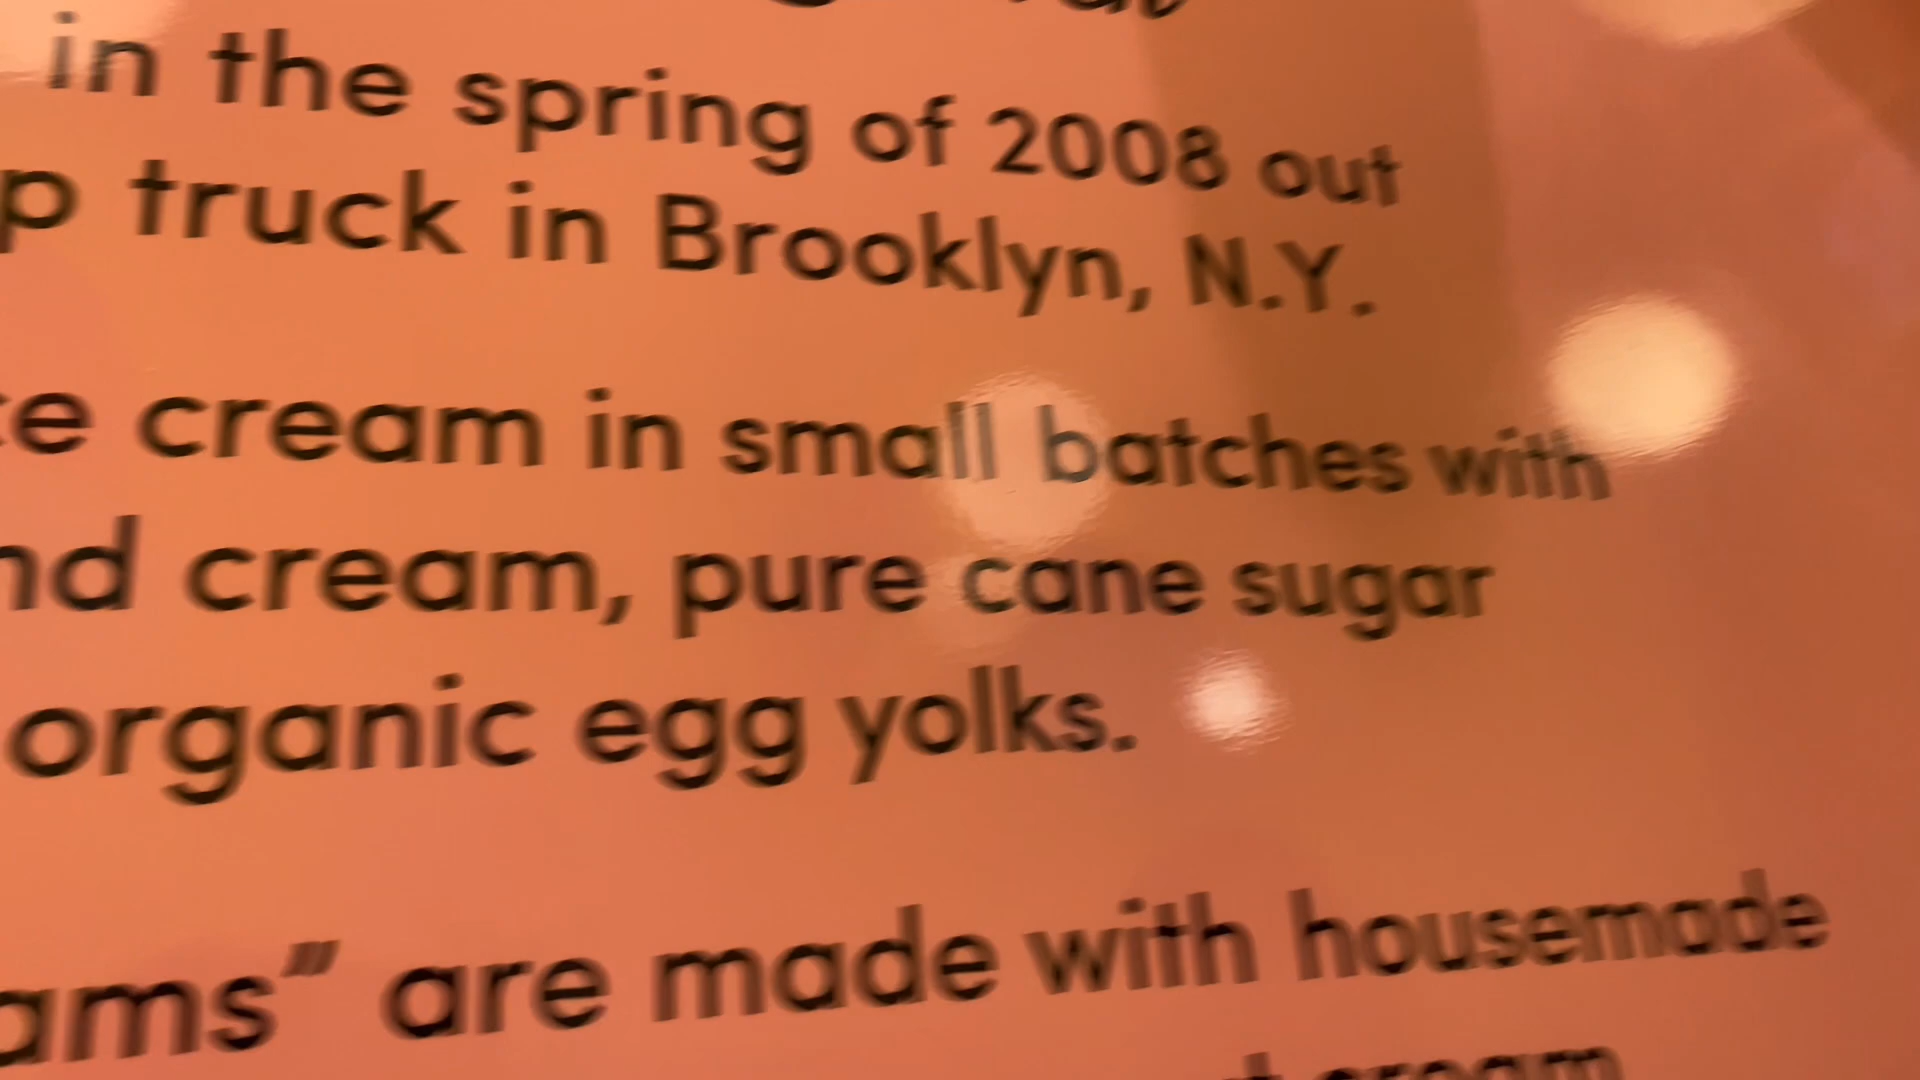 in the spring of 2008 out
truck in Brooklyn, N.Y.
cream in small batches with
cream, pure cane sugar
organic egg yolks.
are made with housemade
cream